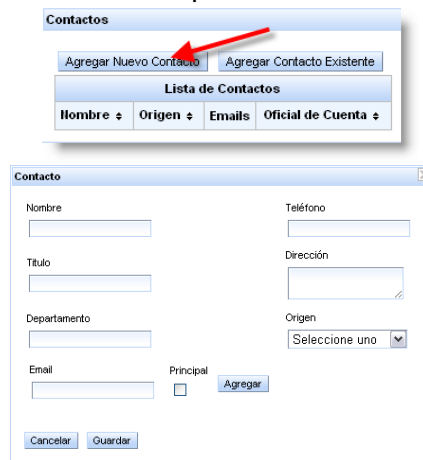 Contactos
Agregar Nuevo Contacto Agregar Contacto Existente
Lista de Contactos
Nombre Origen Emails Oficial de Cuenta
Contacto
Nombre Teléfono
Título Dirección
Departamento Origen
Seleccione uno
Email Principal
Agregar
Cancelar Guardar